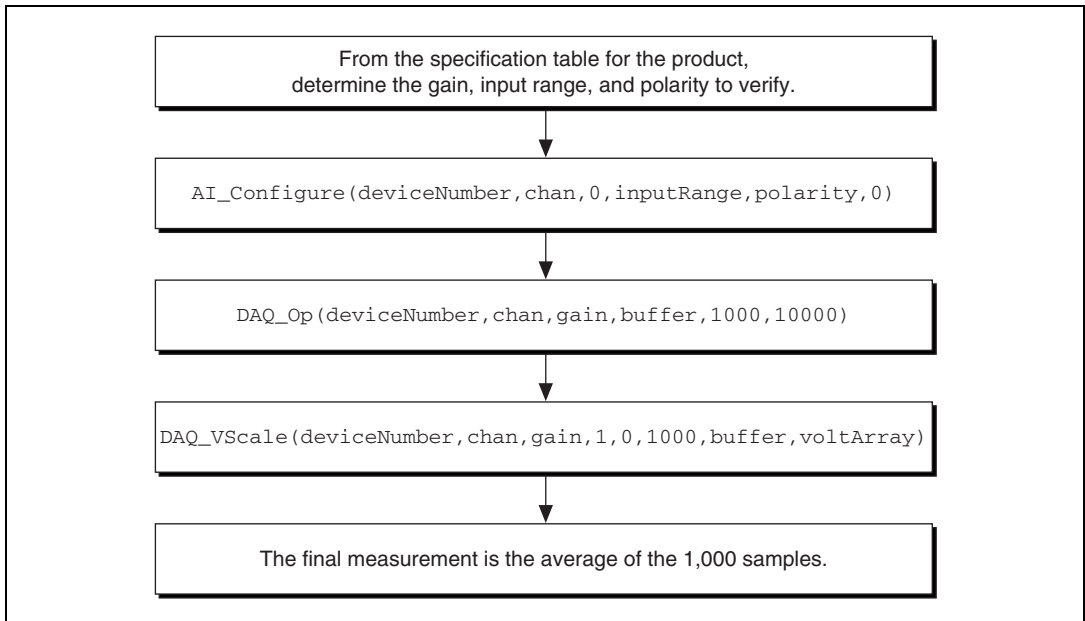 From the specification table for the product,
determine the gain, input range, and polarity to verify.
AI_Configure(deviceNumber,chan,0,inputRange,polarity,0)
DAQ_Op(deviceNumber,chan,gain,buffer,1000,10000)
DAQ_VScale(deviceNumber,chan,gain,1,0,1000,buffer,voltArray)
The final measurement is the average of the 1,000 samples.